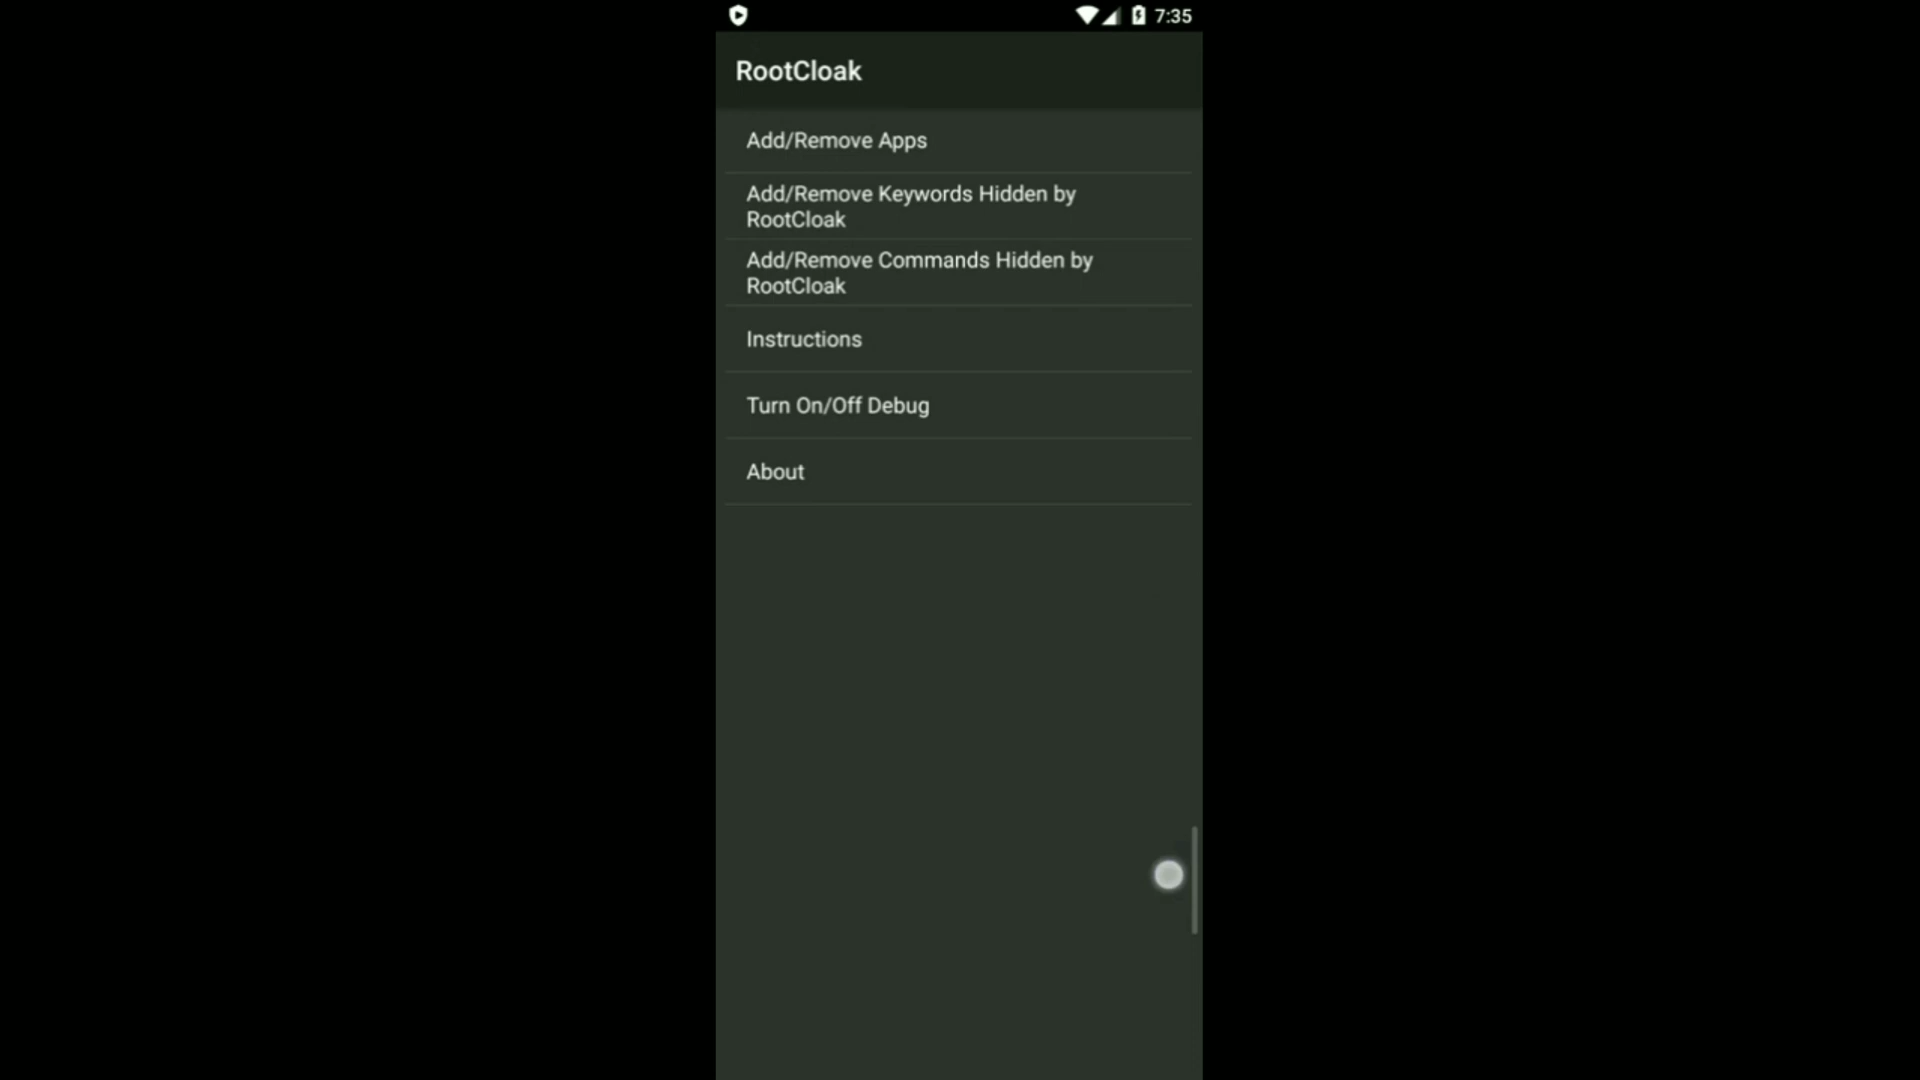 7:35
RootCloak
Add/Remove Apps
Add/Remove Keywords Hidden by
RootCloak
Add/Remove Commands Hidden by
RootCloak
Instructions
Turn On/Off Debug
About